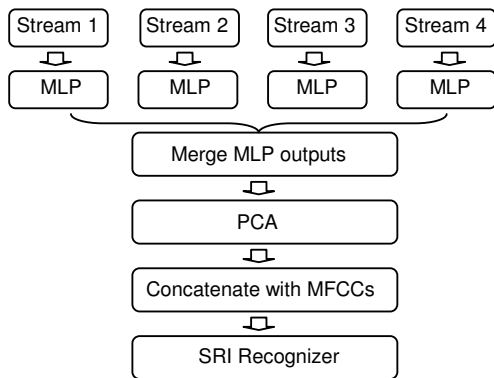 Stream 1 Stream 2 Stream 3 Stream 4
MLP MLP MLP MLP
Merge MLP outputs
PCA
Concatenate with MFCCs
SRI Recognizer